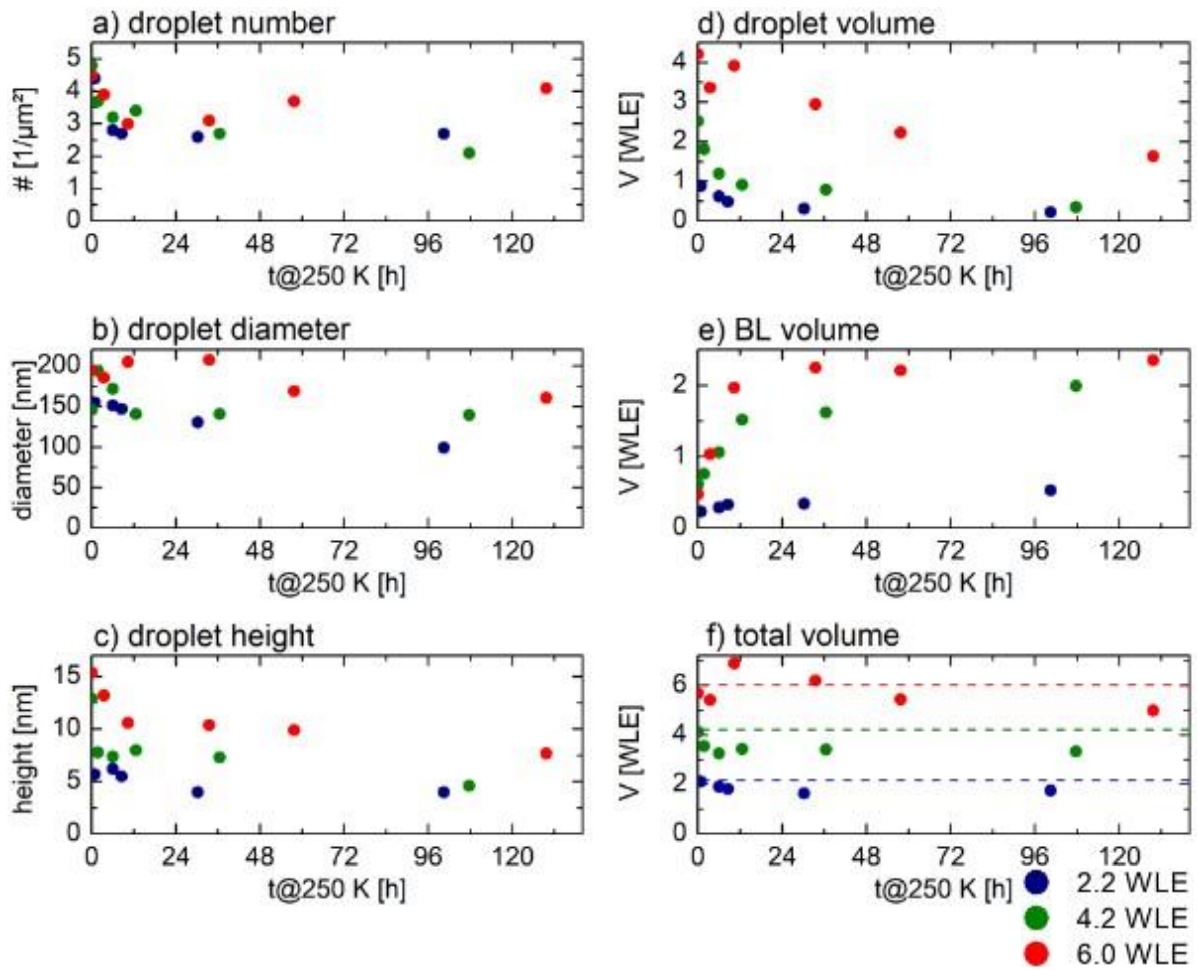 a) droplet number
# [1/µm²]
5
4
3
2
1
0
0 24 48 72 96 120
t@250 K [h]
b) droplet diameter
diameter [nm]
200
150
100
50
0
0 24 48 72 96 120
t@250 K [h]
c) droplet height
height [nm]
15
10
5
0
0 24 48 72 96 120
t@250 K [h]
d) droplet volume
V [WLE]
4
3
2
1
0
0 24 48 72 96 120
t@250 K [h]
e) BL volume
V [WLE]
2
1
0
0 24 48 72 96 120
t@250 K [h]
f) total volume
V [WLE]
6
4
2
0
0 24 48 72 96 120
t@250 K [h]
2.2 WLE
4.2 WLE
6.0 WLE